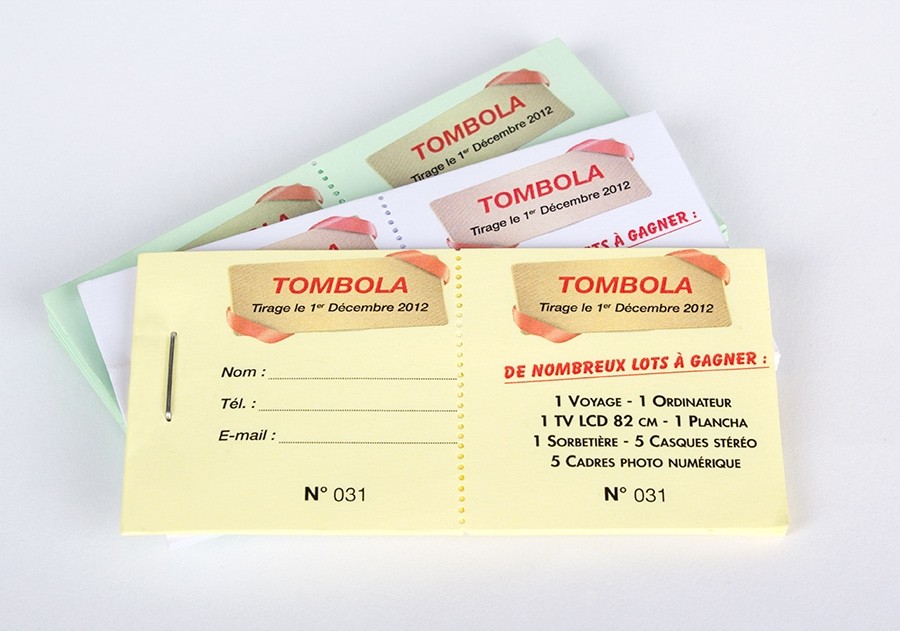 TOMBOLA
Tirage le 1er Décembre 2012
TOMBOLA
Tirage le 1er Décembre 2012
LOTS À GAGNER :
TOMBOLA
Tirage le 1er Décembre 2012
Nom :
Tél. :
E-mail :
N° 031
TOMBOLA
Tirage le 1er Décembre 2012
DE NOMBREUX LOTS À GAGNER :
1 VOYAGE - 1 ORDINATEUR
1 TV LCD 82 CM - 1 PLANCHA
1 SORBETIÈRE - 5 CASQUES STÉRÉO
5 CADRES PHOTO NUMÉRIQUE
N° 031